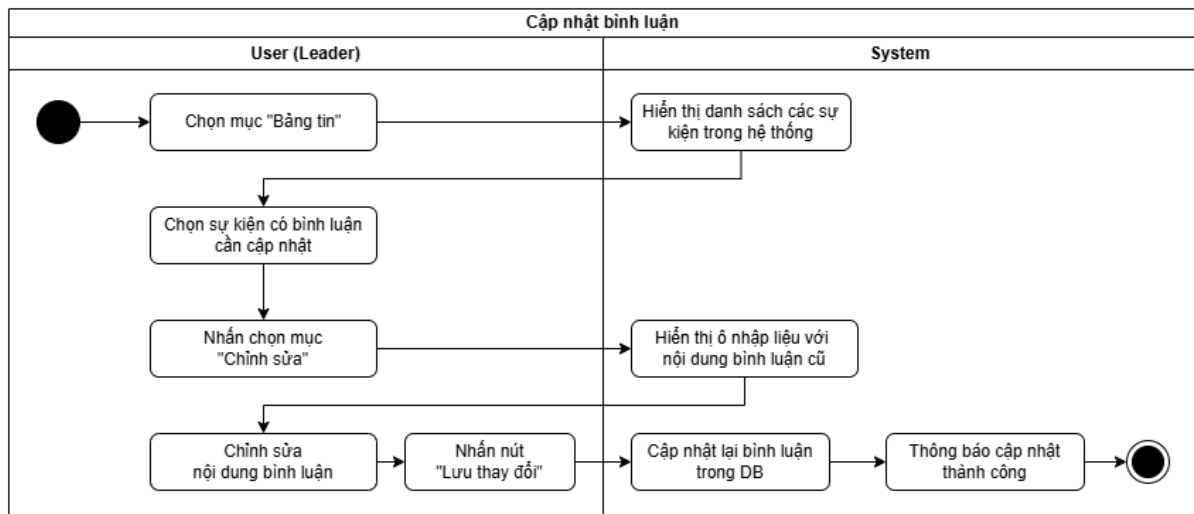 Cập nhật bình luận
User (Leader)
System
Chọn mục "Bảng tin"
Hiển thị danh sách các sự
kiện trong hệ thống
Chọn sự kiện có bình luận
cần cập nhật
Nhấn chọn mục
"Chỉnh sửa"
Hiển thị ô nhập liệu với
nội dung bình luận cũ
Chỉnh sửa
nội dung bình luận
Nhấn nút
"Lưu thay đổi"
Cập nhật lại bình luận
trong DB
Thông báo cập nhật
thành công